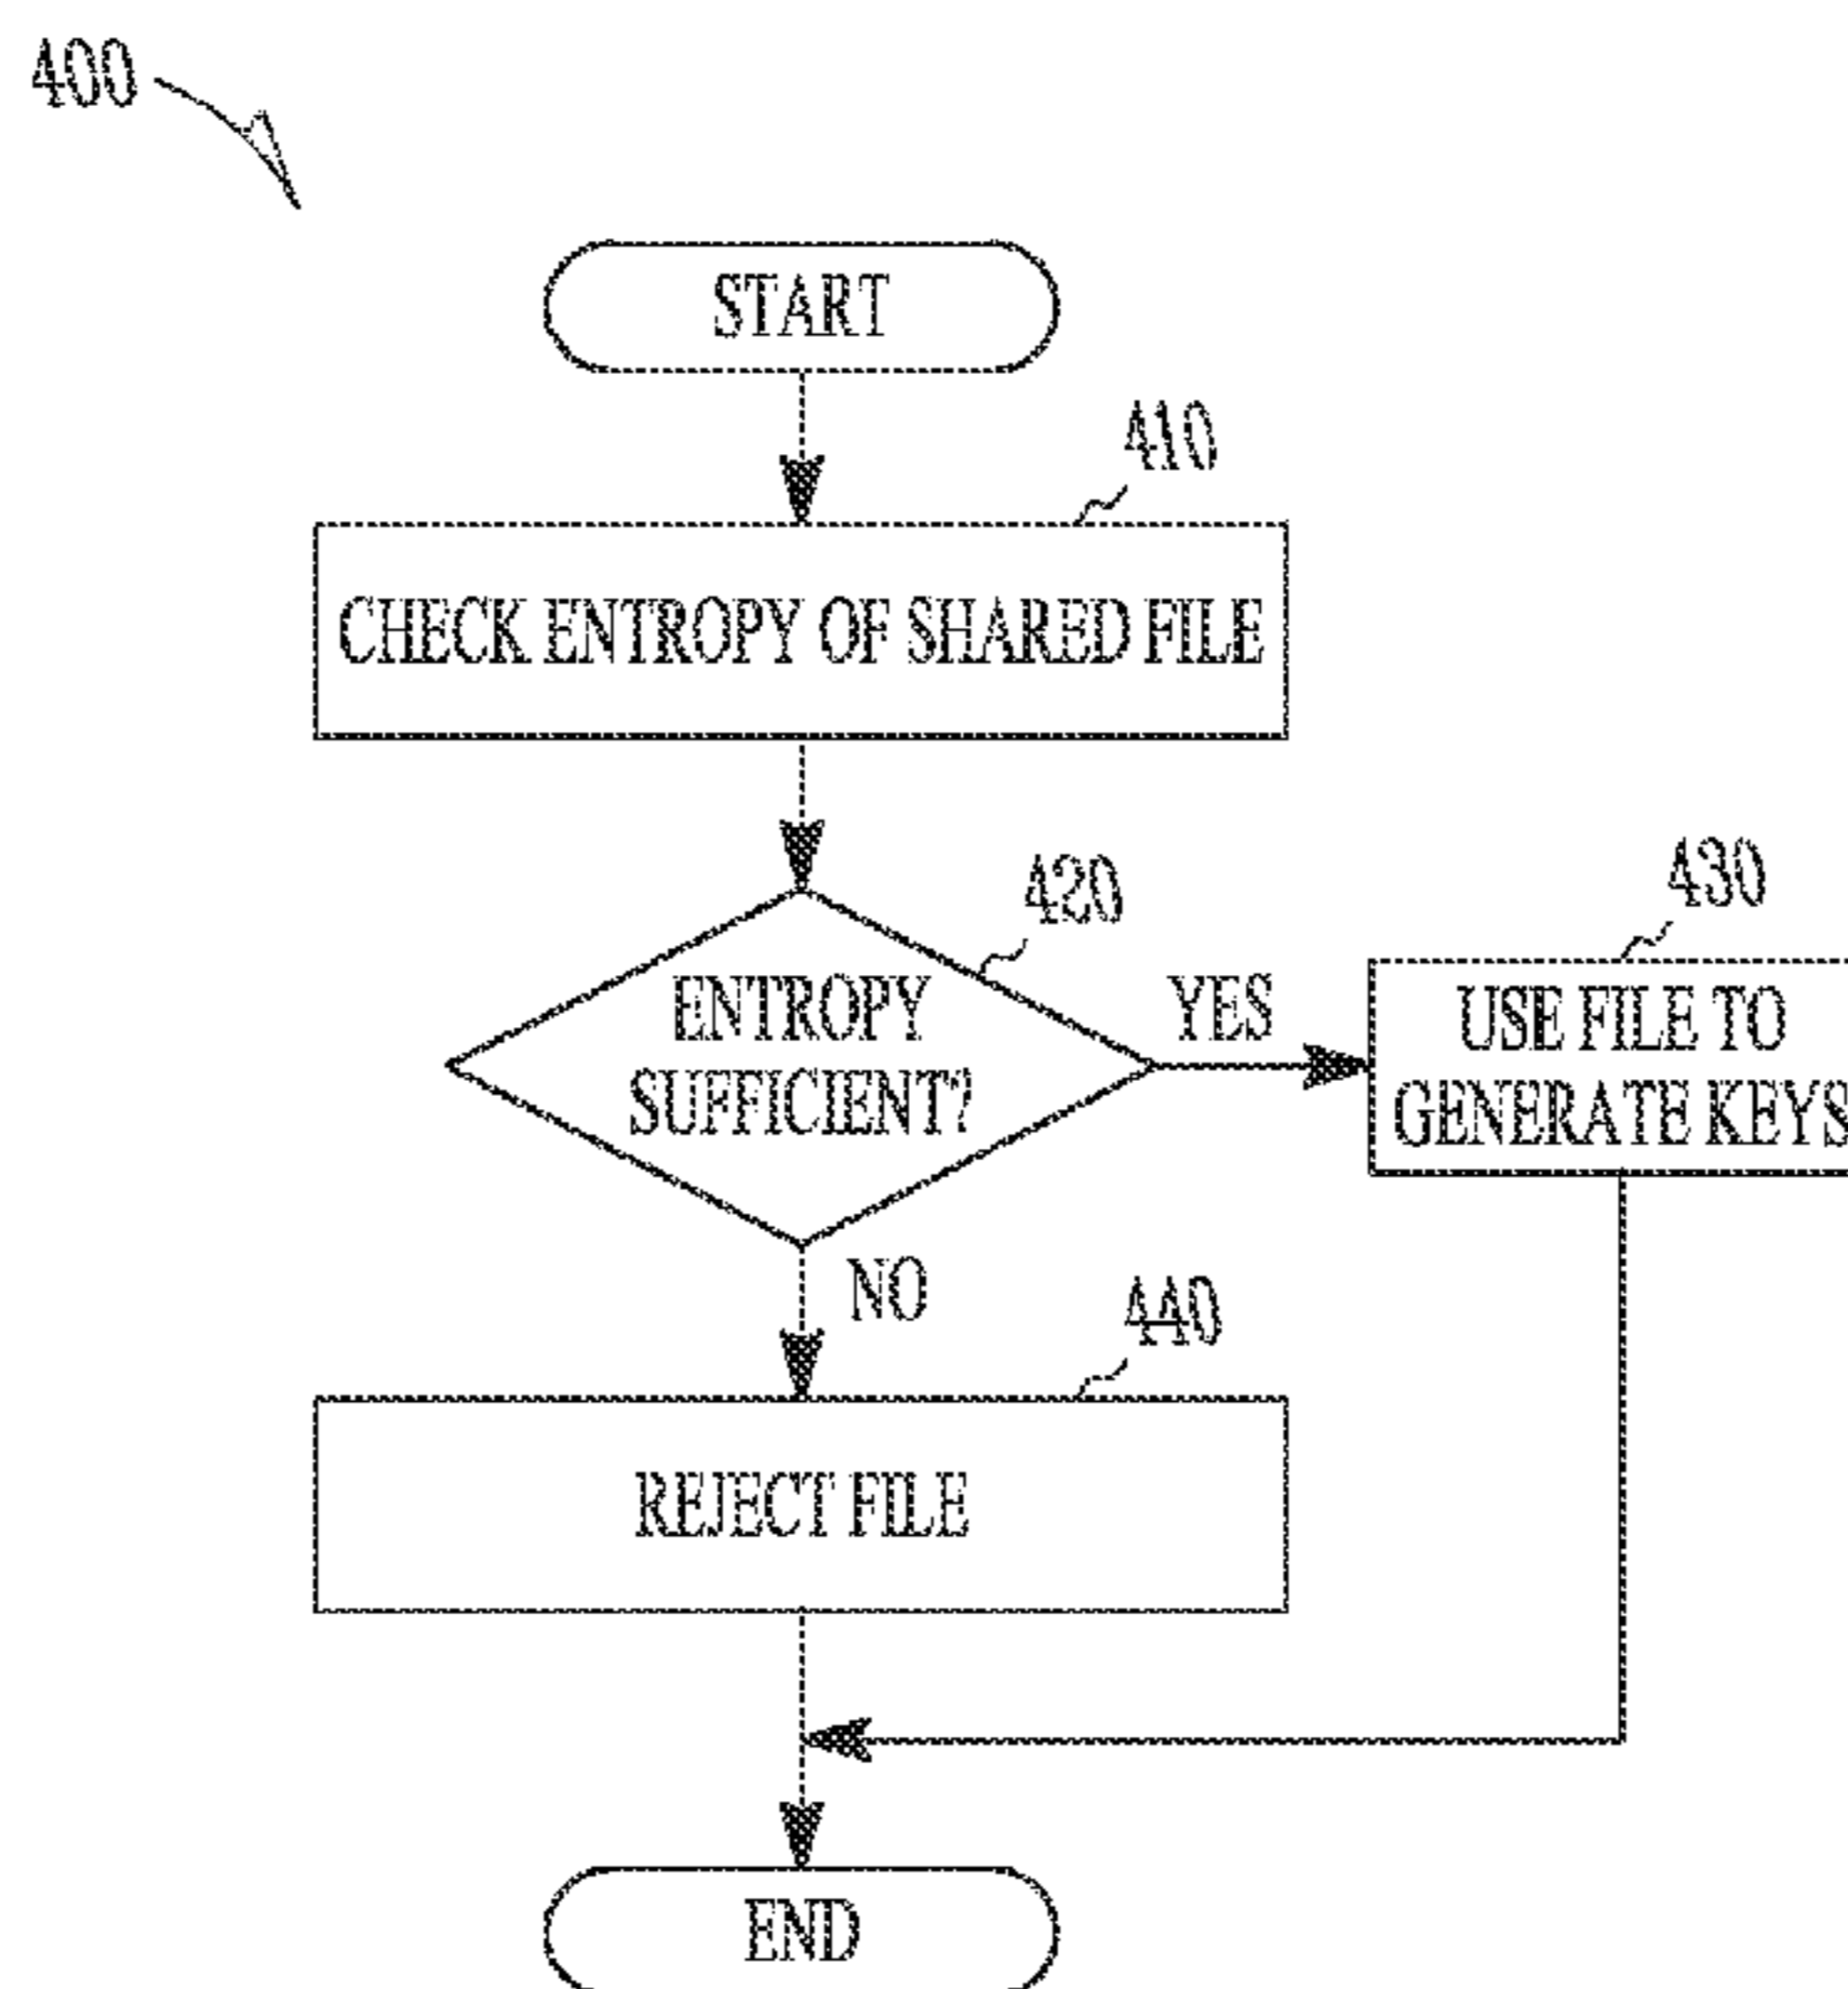 400
START
410
CHECK ENTROPY OF SHARED FILE
420
ENTROPY
SUFFICIENT?
YES
430
USE FILE TO
GENERATE KEYS
NO
440
REJECT FILE
END